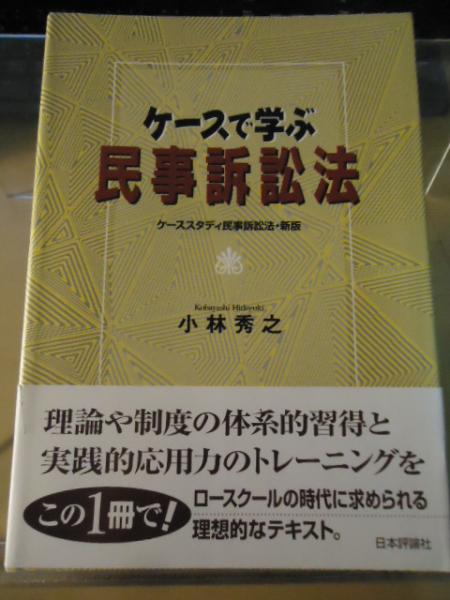 ケースで学ぶ
民事訴訟法
ケーススタディ民事訴訟法・新版
Kobayashi Hideyuki
小林秀之
理論や制度の体系的習得と
実践的応用力のトレーニングを
この1冊で!
ロースクールの時代に求められる
理想的なテキスト。
日本評論社